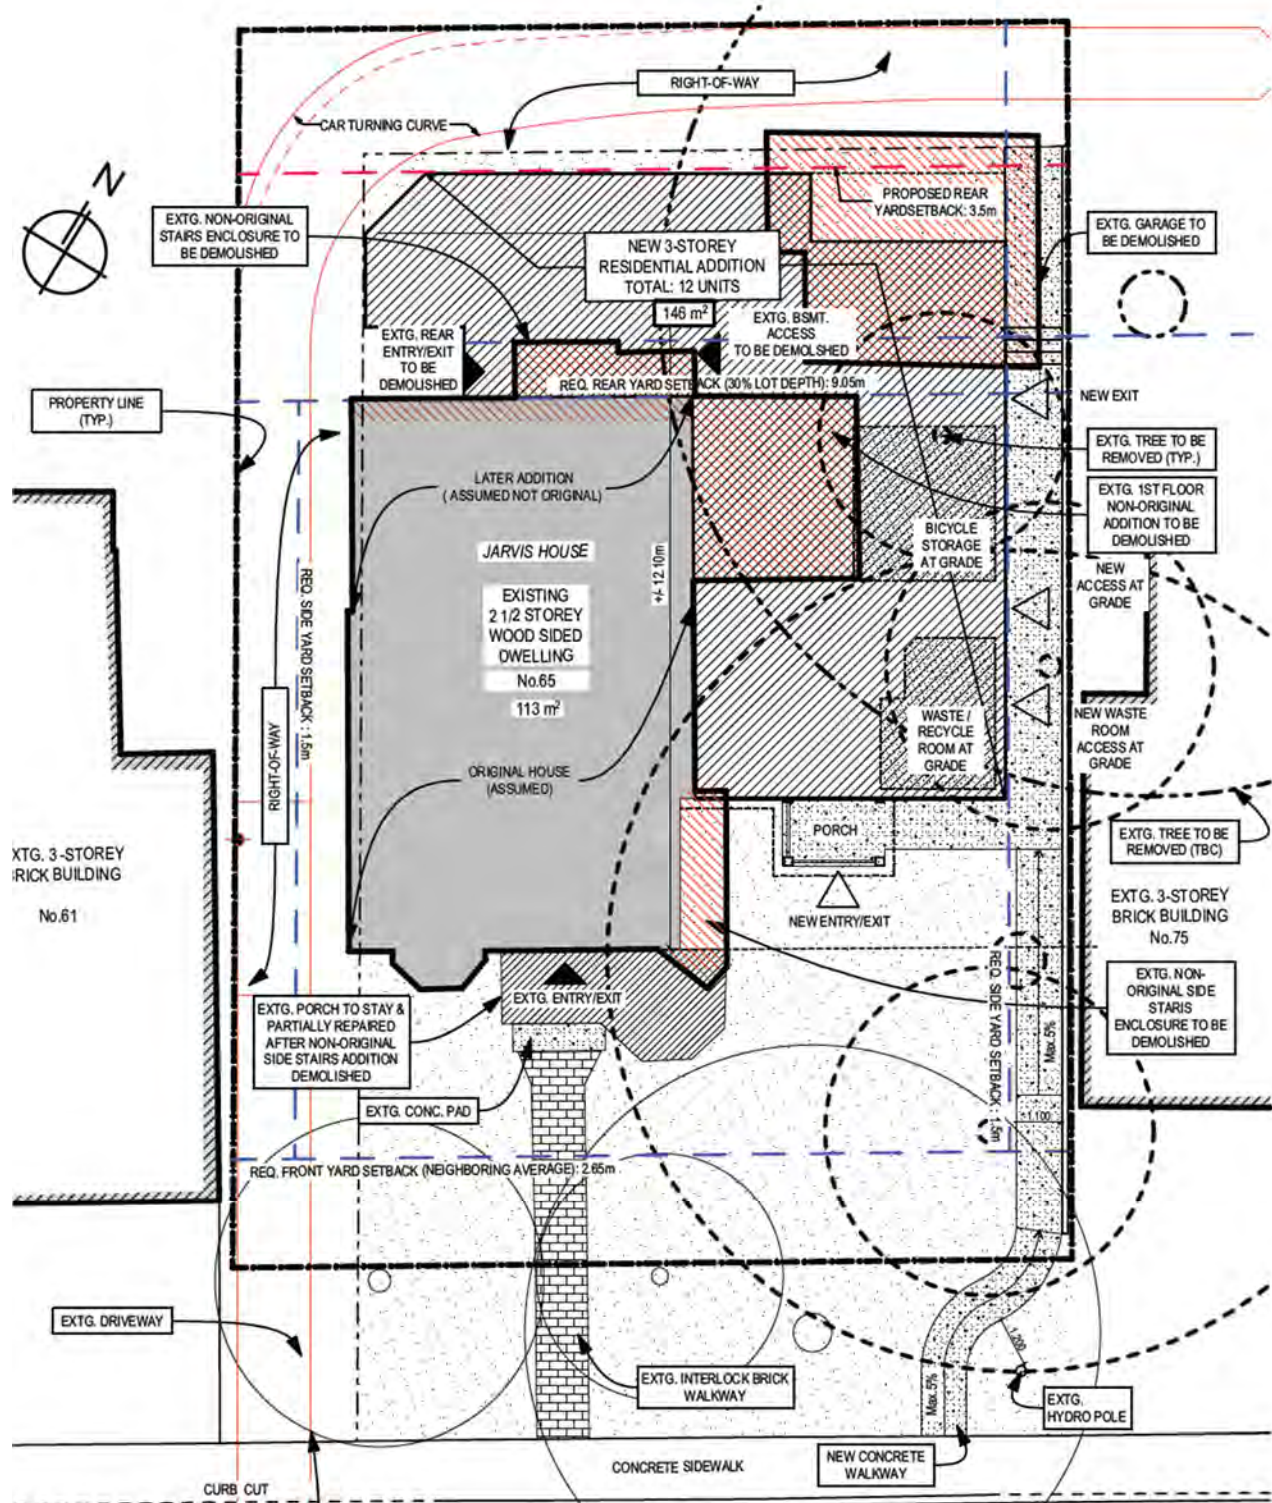 RIGHT-OF-WAY
CAR TURNING CURVE
N
PROPOSED REAR
YARDSETBACK: 3.5m
EXTG. NON-ORIGINAL
STAIRS ENCLOSURE TO
BE DEMOLISHED
EXTG. GARAGE TO
BE DEMOLISHED
NEW 3-STOREY
RESIDENTIAL ADDITION
TOTAL: 12 UNITS
146 m²
EXTG. BSMT.
ACCESS
TO BE DEMOLSHED
EXTG. REAR
ENTRY/EXIT
TO BE
DEMOLISHED
REQ. REAR YARD SETBACK (30% LOT DEPTH): 9.05m
PROPERTY LINE
(TYP.)
NEW EXIT
EXTG. TREE TO BE
REMOVED (TYP.)
LATER ADDITION
( ASSUMED NOT ORIGINAL)
EXTG. 1ST FLOOR
NON-ORIGINAL
ADDITION TO BE
DEMOLISHED
BICYCLE
STORAGE
AT GRADE
JARVIS HOUSE
+/- 12.10m
EXISTING
2 1/2 STOREY
WOOD SIDED
DWELLING
No.65
113 m²
NEW
ACCESS AT
GRADE
REQ. SIDE YARD SETBACK : 1.5m
RIGHT-OF-WAY
WASTE /
RECYCLE
ROOM AT
GRADE
NEW WASTE
ROOM
ACCESS AT
GRADE
ORIGINAL HOUSE
(ASSUMED)
PORCH
EXTG. TREE TO BE
REMOVED (TBC)
XTG. 3-STOREY
BRICK BUILDING
No.61
NEW ENTRY/EXIT
EXTG. 3-STOREY
BRICK BUILDING
No.75
EXTG. NON-
ORIGINAL SIDE
STARIS
ENCLOSURE TO BE
DEMOLISHED
EXTG. ENTRY/EXIT
EXTG. PORCH TO STAY &
PARTIALLY REPAIRED
AFTER NON-ORIGINAL
SIDE STAIRS ADDITION
DEMOLISHED
REQ. SIDE YARD SETBACK : 1.5m
Max.5%
1.100
EXTG. CONC. PAD
REQ. FRONT YARD SETBACK (NEIGHBORING AVERAGE): 2.65m
EXTG. DRIVEWAY
1.200
EXTG. INTERLOCK BRICK
WALKWAY
Max.5%
EXTG.
HYDRO POLE
CONCRETE SIDEWALK
NEW CONCRETE
WALKWAY
CURB CUT